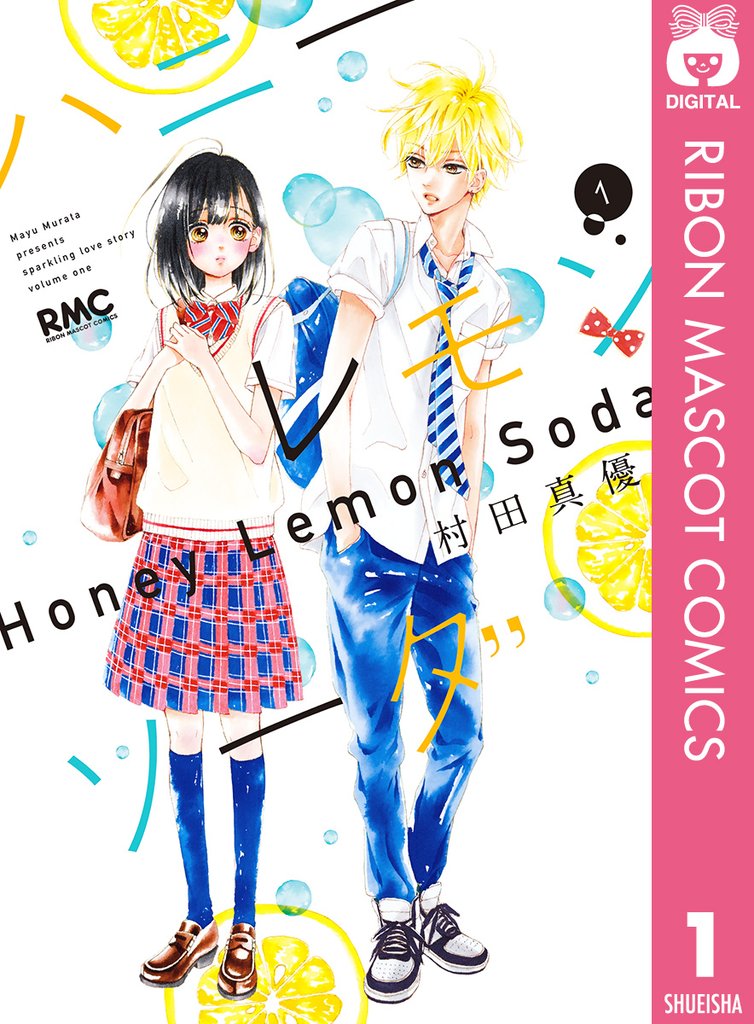 ハニー
レモン
ソーダ
Honey Lemon Soda
村田真優
1
Mayu Murata
presents
sparkling love story
volume one
RMC
RIBON MASCOT COMICS
DIGITAL
RIBON MASCOT COMICS
1
SHUEISHA